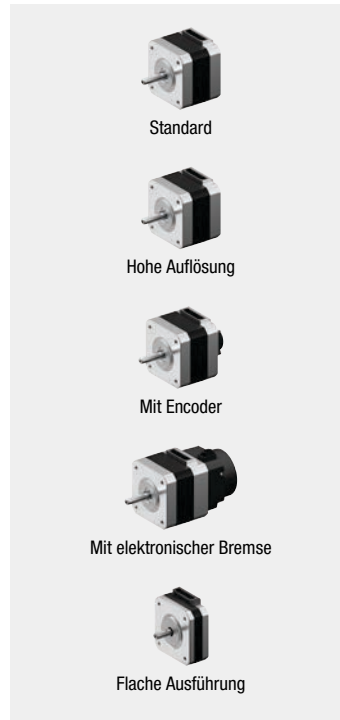 Standard
Hohe Auflösung
Mit Encoder
Mit elektronischer Bremse
Flache Ausführung